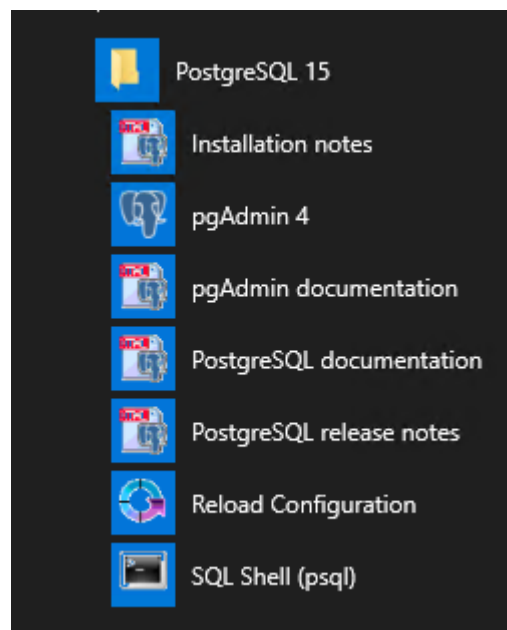 PostgreSQL 15
Installation notes
pgAdmin 4
pgAdmin documentation
PostgreSQL documentation
PostgreSQL release notes
Reload Configuration
SQL Shell (psql)